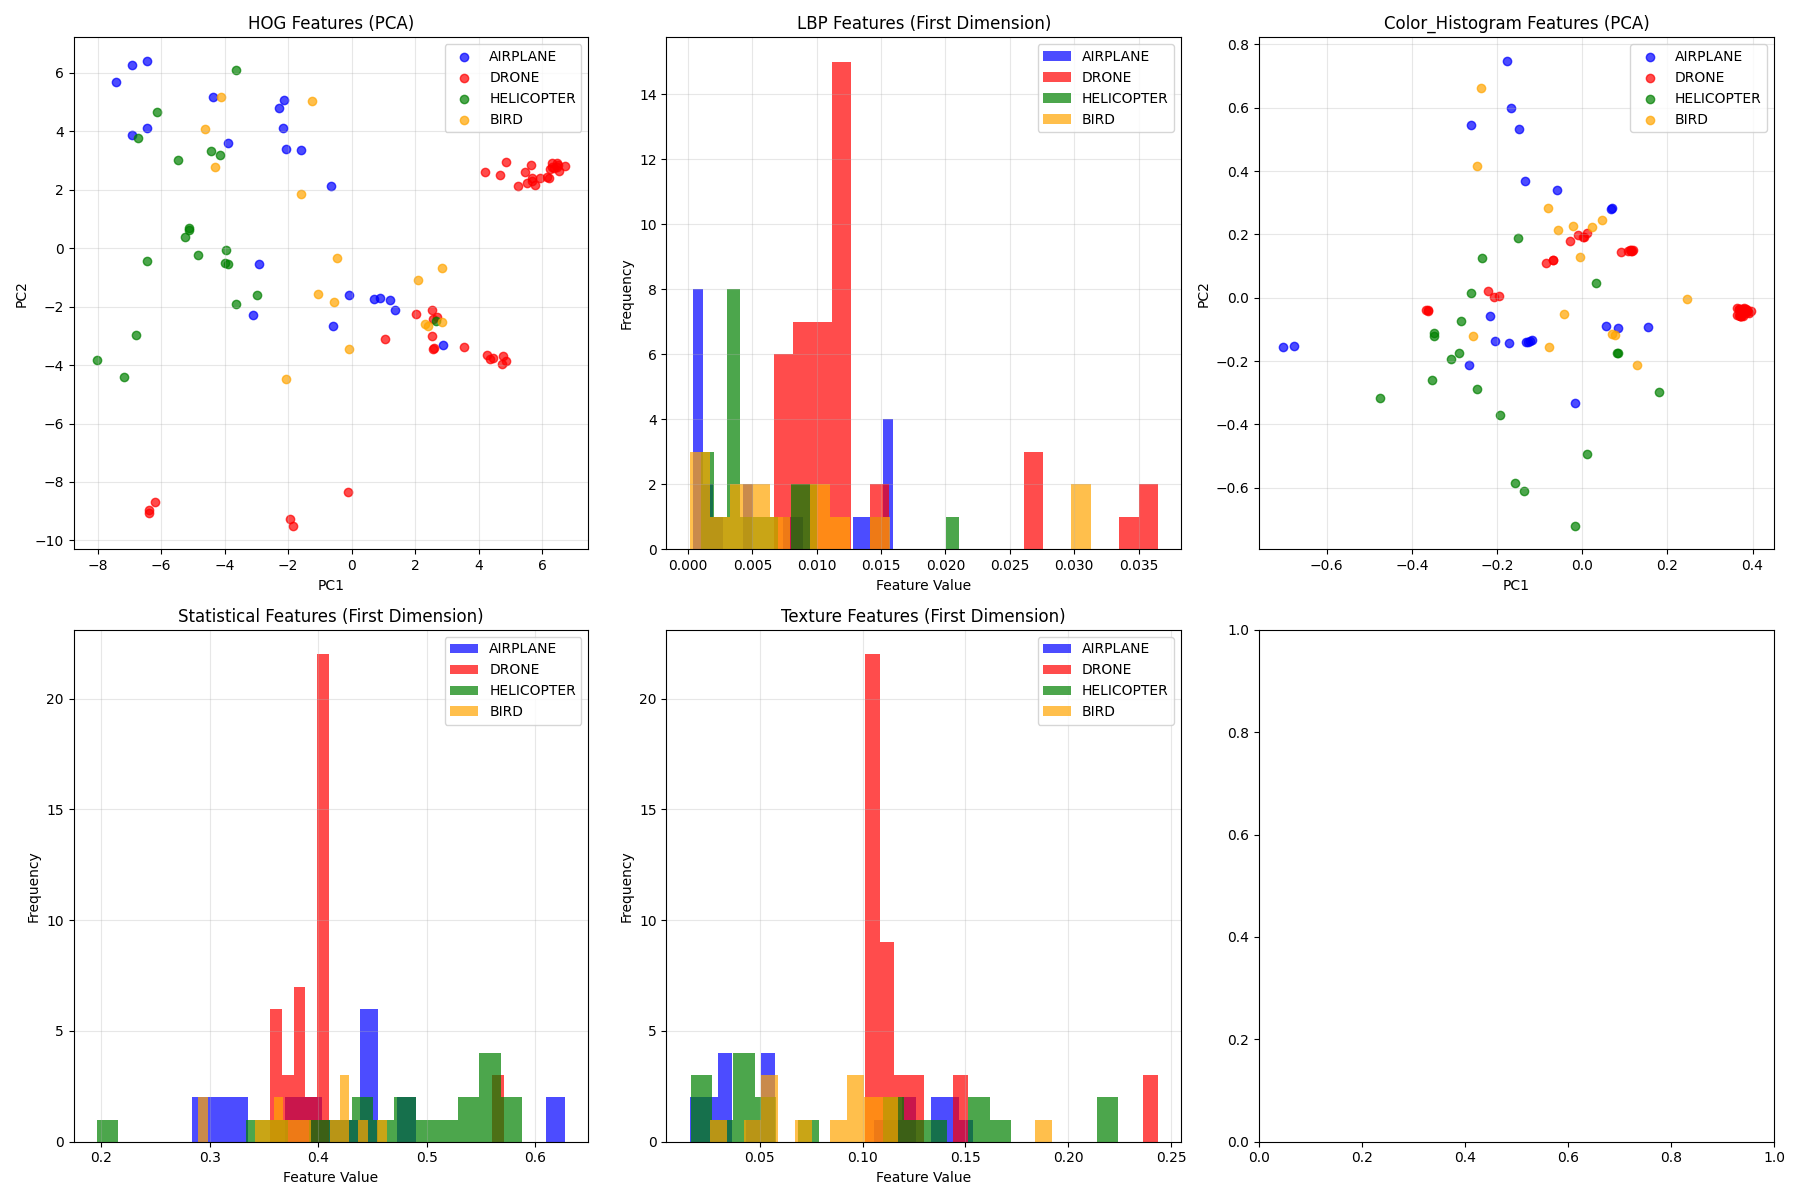 HOG Features (PCA)
AIRPLANE
DRONE
HELICOPTER
BIRD
6
4
2
0
−2
−4
−6
−8
−10
PC2
−8 −6 −4 −2 0 2 4 6
PC1
LBP Features (First Dimension)
AIRPLANE
DRONE
HELICOPTER
BIRD
14
12
10
8
6
4
2
0
Frequency
0.000 0.005 0.010 0.015 0.020 0.025 0.030 0.035
Feature Value
Color_Histogram Features (PCA)
AIRPLANE
DRONE
HELICOPTER
BIRD
0.8
0.6
0.4
0.2
0.0
−0.2
−0.4
−0.6
PC2
−0.6 −0.4 −0.2 0.0 0.2 0.4
PC1
Statistical Features (First Dimension)
AIRPLANE
DRONE
HELICOPTER
BIRD
20
15
10
5
0
Frequency
0.2 0.3 0.4 0.5 0.6
Feature Value
Texture Features (First Dimension)
AIRPLANE
DRONE
HELICOPTER
BIRD
20
15
10
5
0
Frequency
0.05 0.10 0.15 0.20 0.25
Feature Value
1.0
0.8
0.6
0.4
0.2
0.0
0.0 0.2 0.4 0.6 0.8 1.0